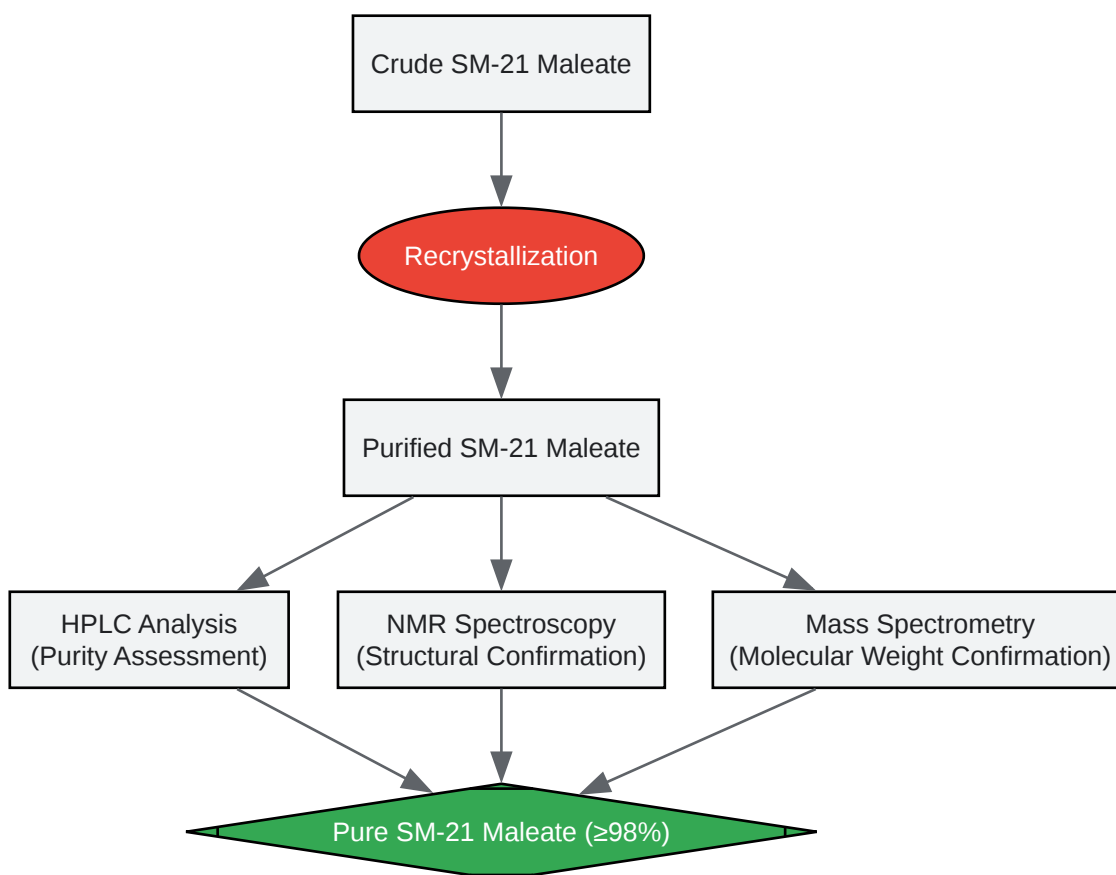 Crude SM-21 Maleate
Recrystallization
Purified SM-21 Maleate
HPLC Analysis
(Purity Assessment)
NMR Spectroscopy
(Structural Confirmation)
Mass Spectrometry
(Molecular Weight Confirmation)
Pure SM-21 Maleate (≥98%)